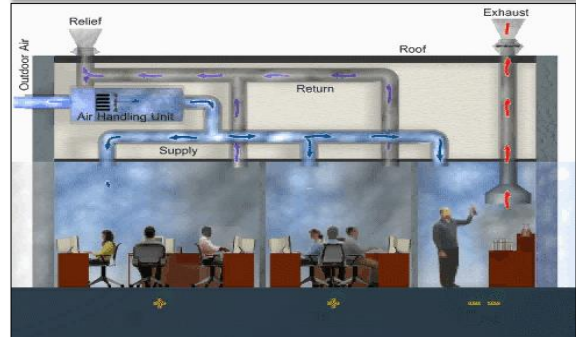 Relief
Exhaust
Roof
Outdoor Air
Return
Air Handling Unit
Supply